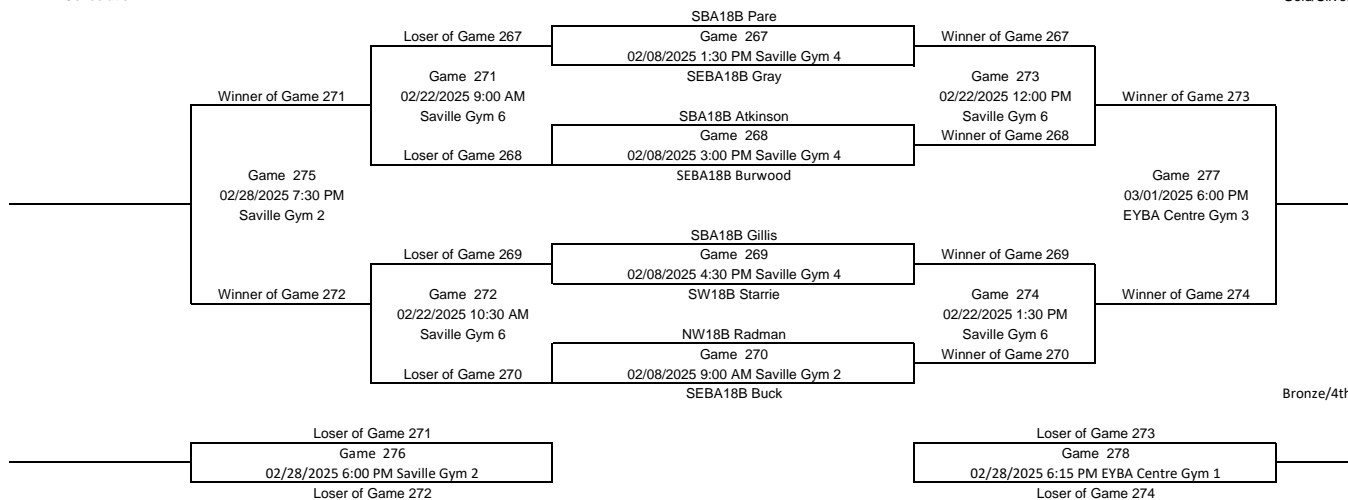 SBA18B Pare
Loser of Game 267
Game 267
Winner of Game 267
02/08/2025 1:30 PM Saville Gym 4
Game 271
SEBA18B Gray
Game 273
Winner of Game 271
02/22/2025 9:00 AM
02/22/2025 12:00 PM
Winner of Game 273
Saville Gym 6
SBA18B Atkinson
Saville Gym 6
Game 268
Winner of Game 268
Loser of Game 268
02/08/2025 3:00 PM Saville Gym 4
Game 275
SEBA18B Burwood
Game 277
02/28/2025 7:30 PM
03/01/2025 6:00 PM
Saville Gym 2
EYBA Centre Gym 3
SBA18B Gillis
Loser of Game 269
Game 269
Winner of Game 269
02/08/2025 4:30 PM Saville Gym 4
Winner of Game 272
Game 272
SW18B Starrie
Game 274
Winner of Game 274
02/22/2025 10:30 AM
02/22/2025 1:30 PM
Saville Gym 6
NW18B Radman
Saville Gym 6
Game 270
Winner of Game 270
Loser of Game 270
02/08/2025 9:00 AM Saville Gym 2
SEBA18B Buck
Bronze/4th
Loser of Game 271
Loser of Game 273
Game 276
Game 278
02/28/2025 6:00 PM Saville Gym 2
02/28/2025 6:15 PM EYBA Centre Gym 1
Loser of Game 272
Loser of Game 274